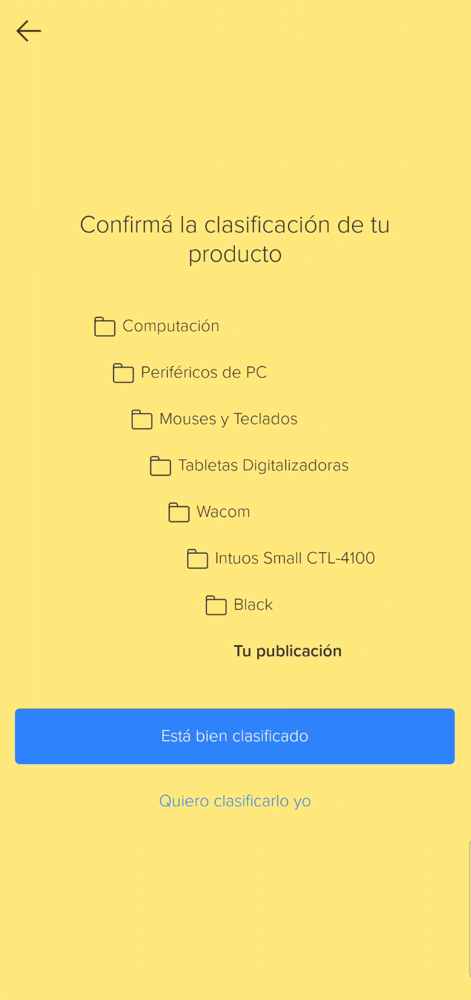 Confirmá la clasificación de tu
producto
Computación
Periféricos de PC
Mouses y Teclados
Tabletas Digitalizadoras
Wacom
Intuos Small CTL-4100
Black
Tu publicación
Está bien clasificado
Quiero clasificarlo yo